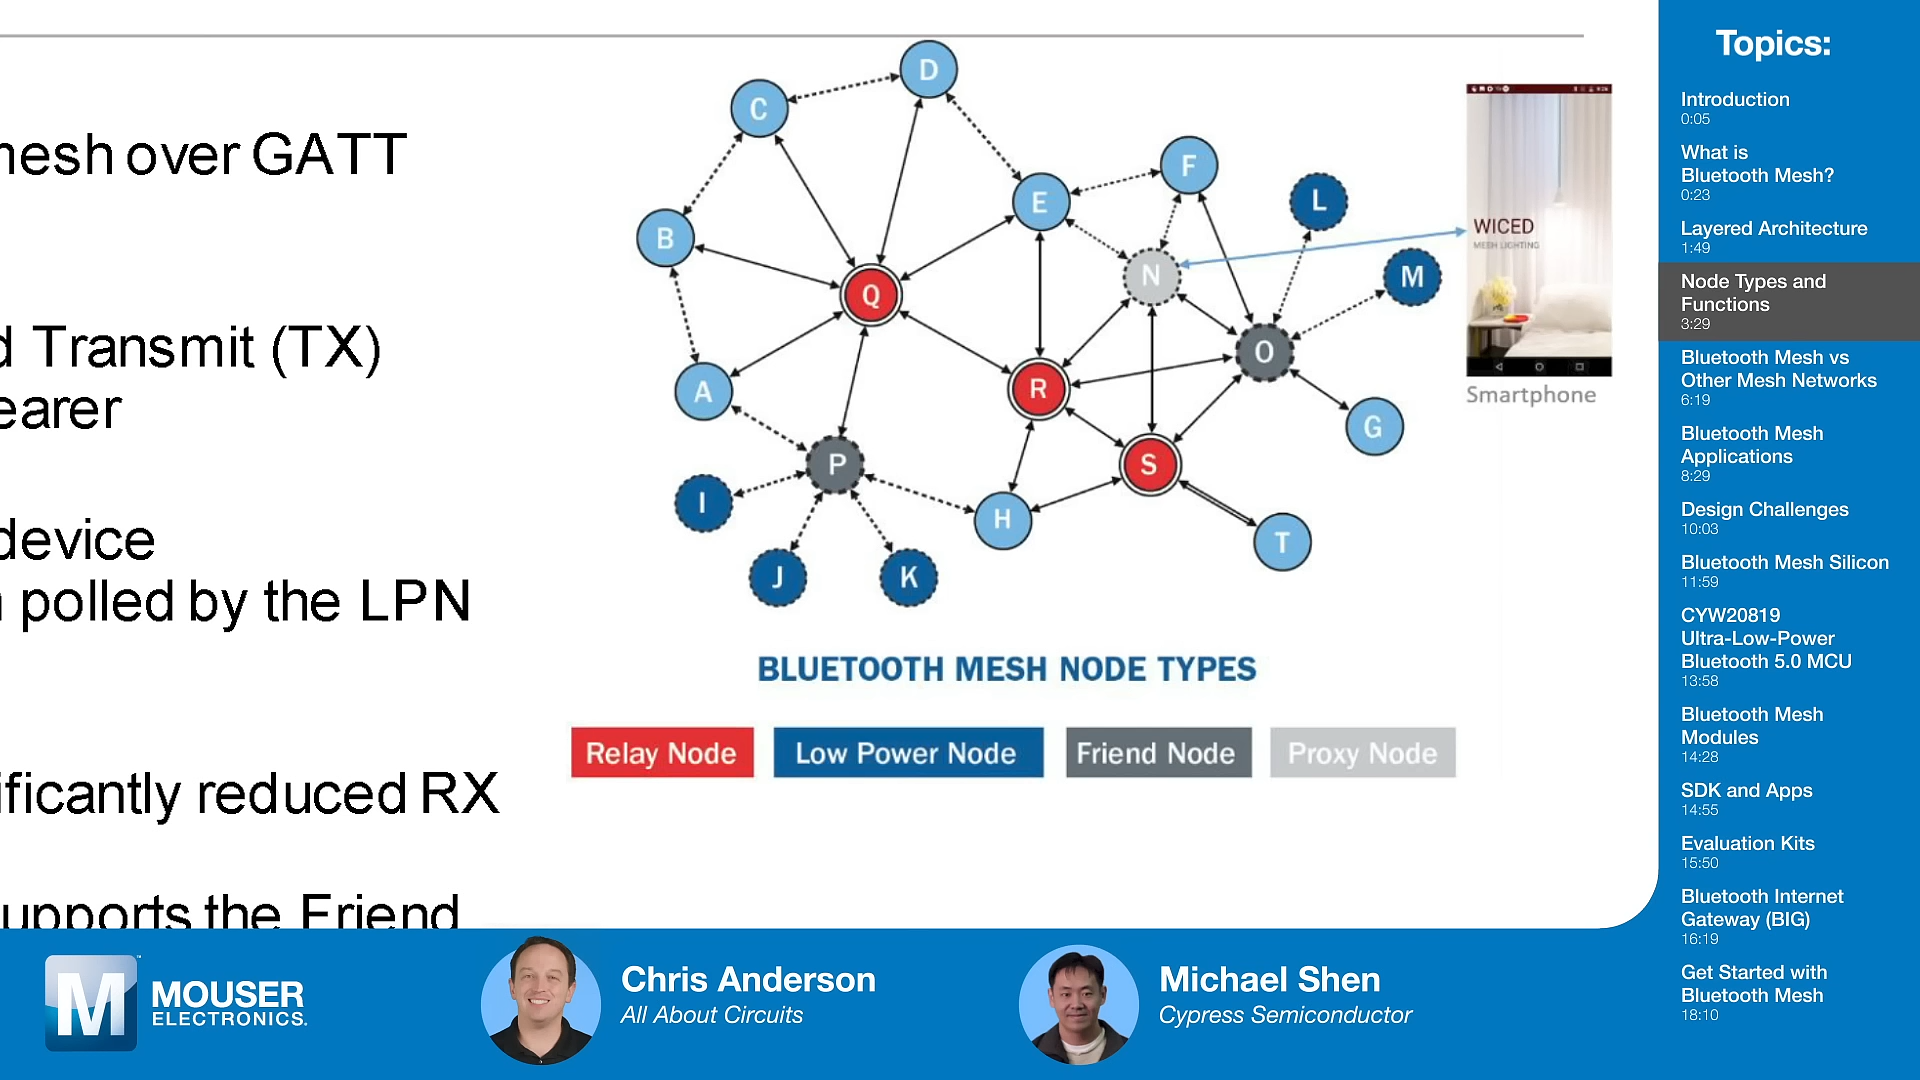 mesh over GATT
d Transmit (TX)
earer
device
polled by the LPN
ificantly reduced RX
upports the Friend
D
C
F
E
L
B
N
M
Q
O
R
A
G
P
S
I
H
T
J
K
WICED
MESH LIGHTING
Smartphone
BLUETOOTH MESH NODE TYPES
Relay Node
Low Power Node
Friend Node
Proxy Node
Topics:
Introduction
0:05
What is
Bluetooth Mesh?
0:23
Layered Architecture
1:49
Node Types and
Functions
3:29
Bluetooth Mesh vs
Other Mesh Networks
6:19
Bluetooth Mesh
Applications
8:29
Design Challenges
10:03
Bluetooth Mesh Silicon
11:59
CYW20819
Ultra-Low-Power
Bluetooth 5.0 MCU
13:58
Bluetooth Mesh
Modules
14:28
SDK and Apps
14:55
Evaluation Kits
15:50
Bluetooth Internet
Gateway (BIG)
16:19
Get Started with
Bluetooth Mesh
18:10
M
MOUSER
ELECTRONICS.
Chris Anderson
All About Circuits
Michael Shen
Cypress Semiconductor